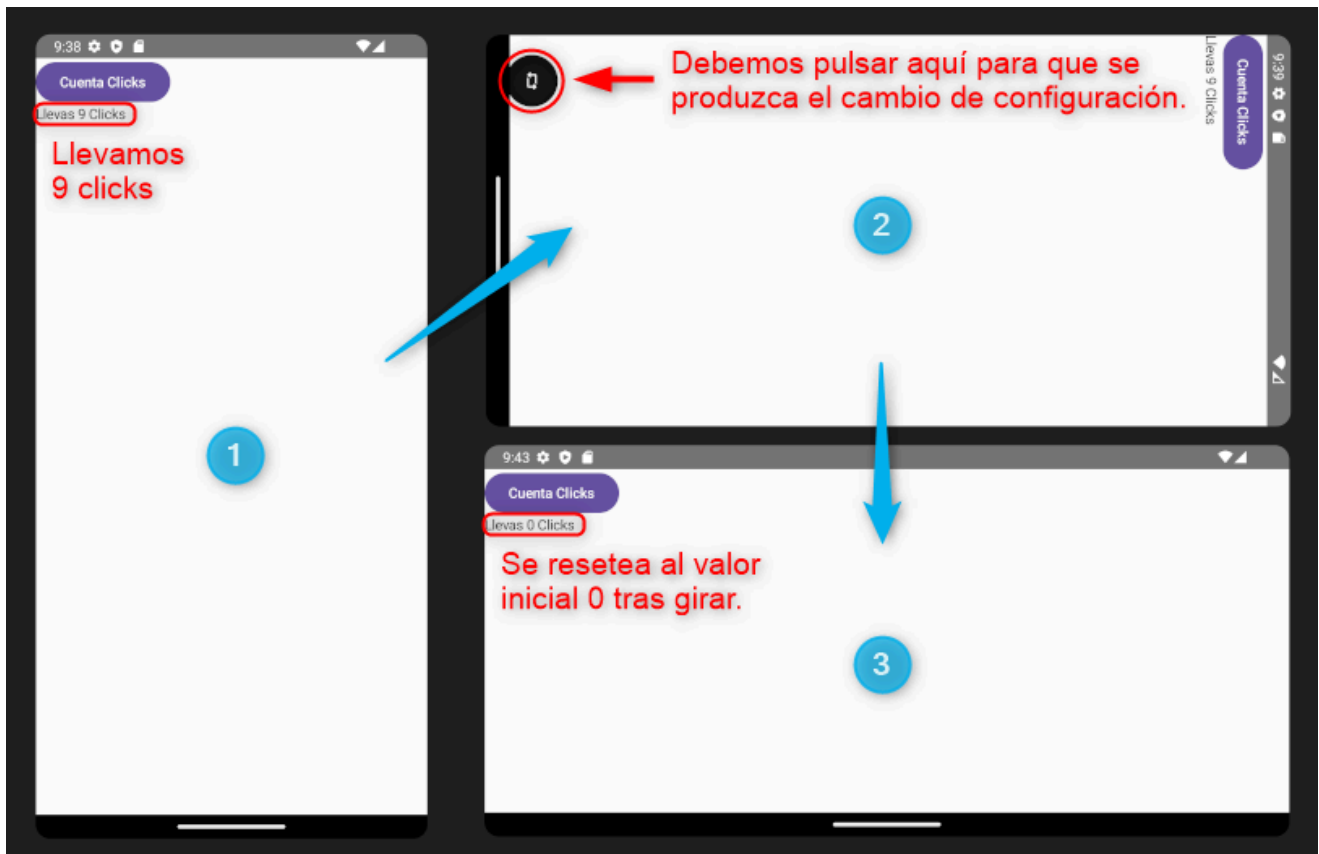 9:38
Cuenta Clicks
Llevas 9 Clicks
Llevamos
9 clicks
1
Debemos pulsar aquí para que se
produzca el cambio de configuración.
9:39
Cuenta Clicks
Llevas 9 Clicks
2
9:43
Cuenta Clicks
Llevas 0 Clicks
Se resetea al valor
inicial 0 tras girar.
3